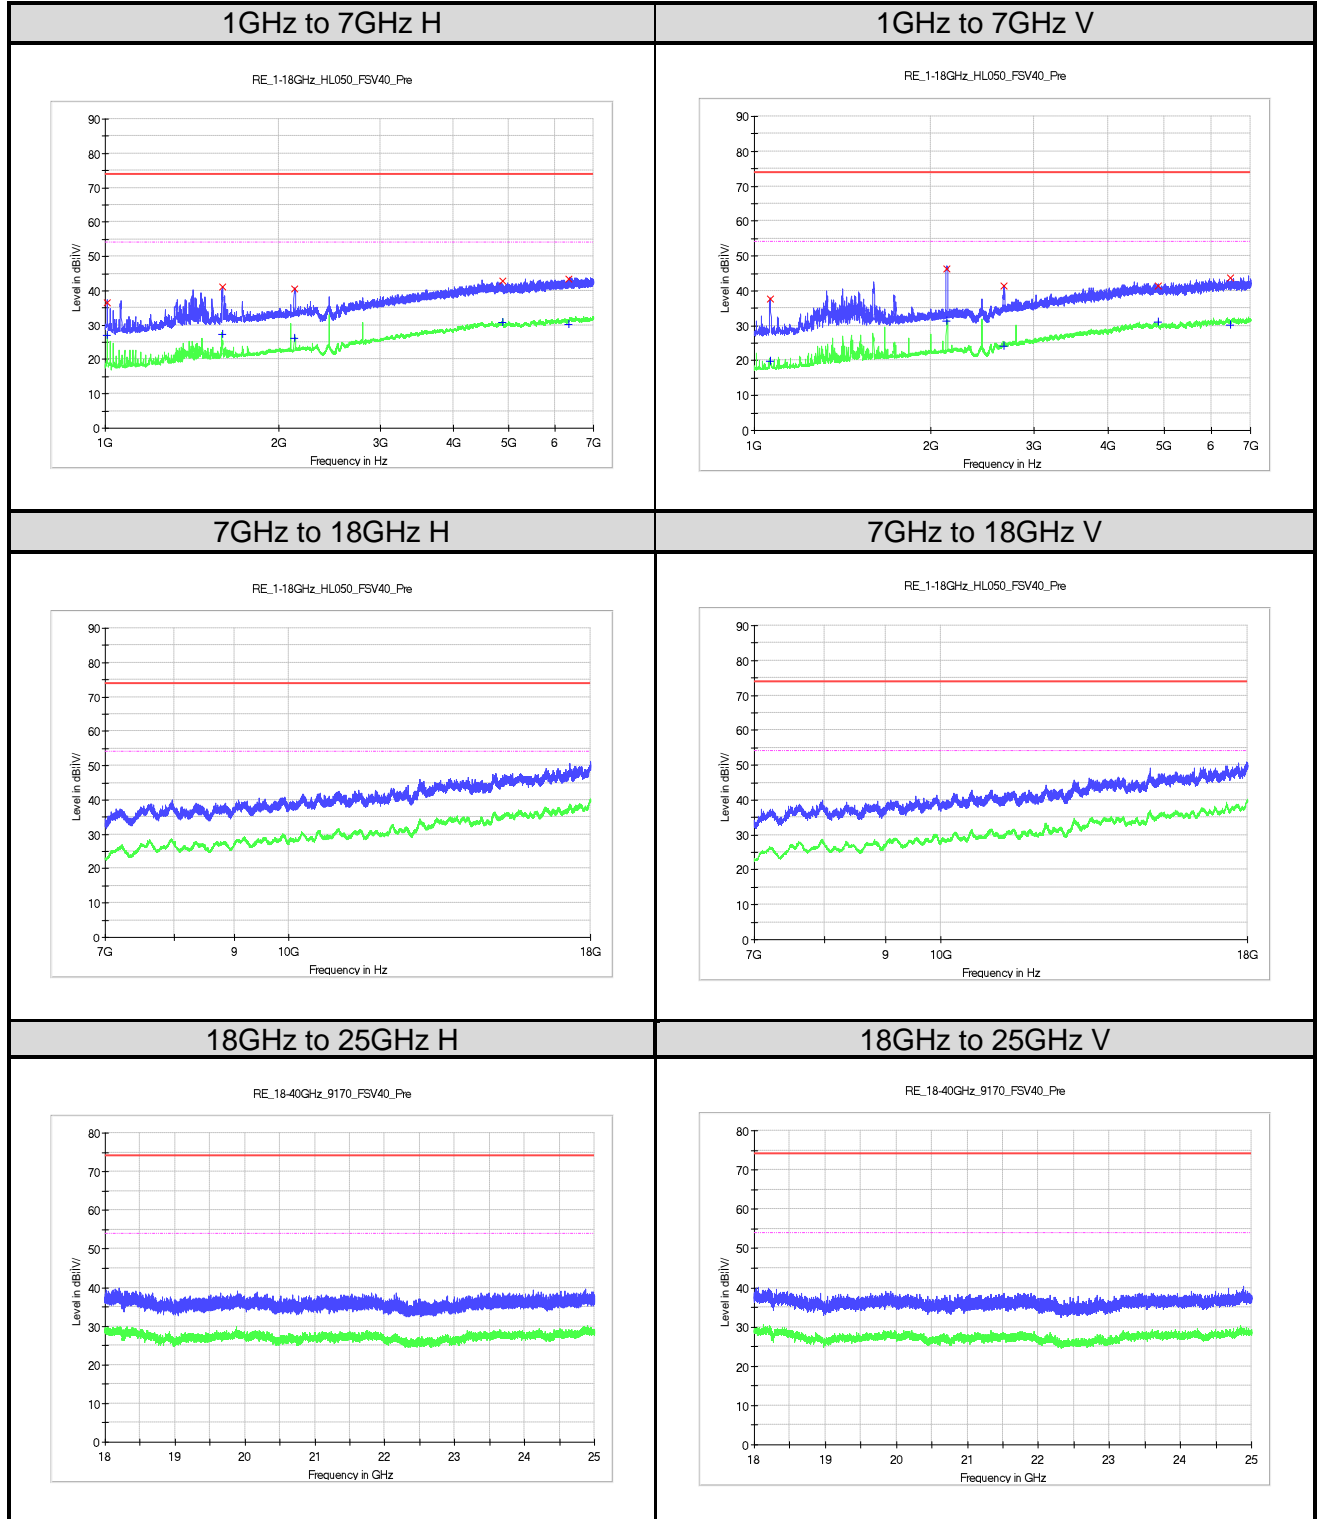 1GHz to 7GHz H
1GHz to 7GHz V
RE_1-18GHz_HL050_FSV40_Pre
90
80
70
60
50
40
30
20
10
0
Level in dBµV/
1G
2G
3G
4G
5G
6
7G
Frequency in Hz
RE_1-18GHz_HL050_FSV40_Pre
90
80
70
60
50
40
30
20
10
0
Level in dBµV/
1G
2G
3G
4G
5G
6
7G
Frequency in Hz
7GHz to 18GHz H
7GHz to 18GHz V
RE_1-18GHz_HL050_FSV40_Pre
90
80
70
60
50
40
30
20
10
0
Level in dBµV/
7G
9
10G
18G
Frequency in Hz
RE_1-18GHz_HL050_FSV40_Pre
90
80
70
60
50
40
30
20
10
0
Level in dBµV/
7G
9
10G
18G
Frequency in Hz
18GHz to 25GHz H
18GHz to 25GHz V
RE_18-40GHz_9170_FSV40_Pre
80
70
60
50
40
30
20
10
0
Level in dBµV/
18
19
20
21
22
23
24
25
Frequency in GHz
RE_18-40GHz_9170_FSV40_Pre
80
70
60
50
40
30
20
10
0
Level in dBµV/
18
19
20
21
22
23
24
25
Frequency in GHz